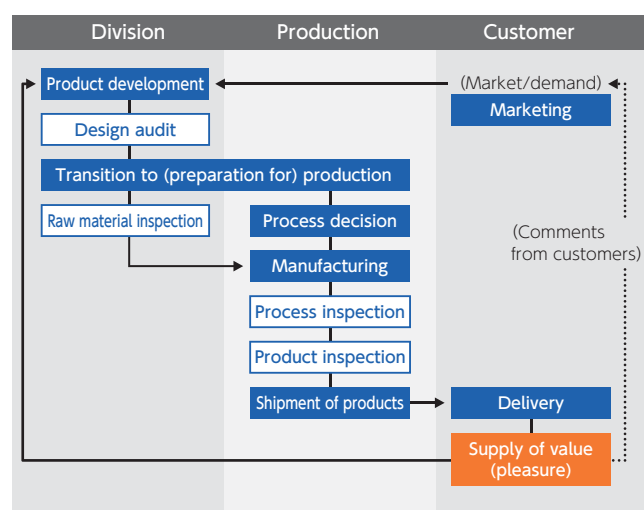 Division
Production
Customer
Product development
(Market/demand)
Marketing
Design audit
Transition to (preparation for) production
Raw material inspection
Process decision
(Comments
from customers)
Manufacturing
Process inspection
Product inspection
Shipment of products
Delivery
Supply of value
(pleasure)